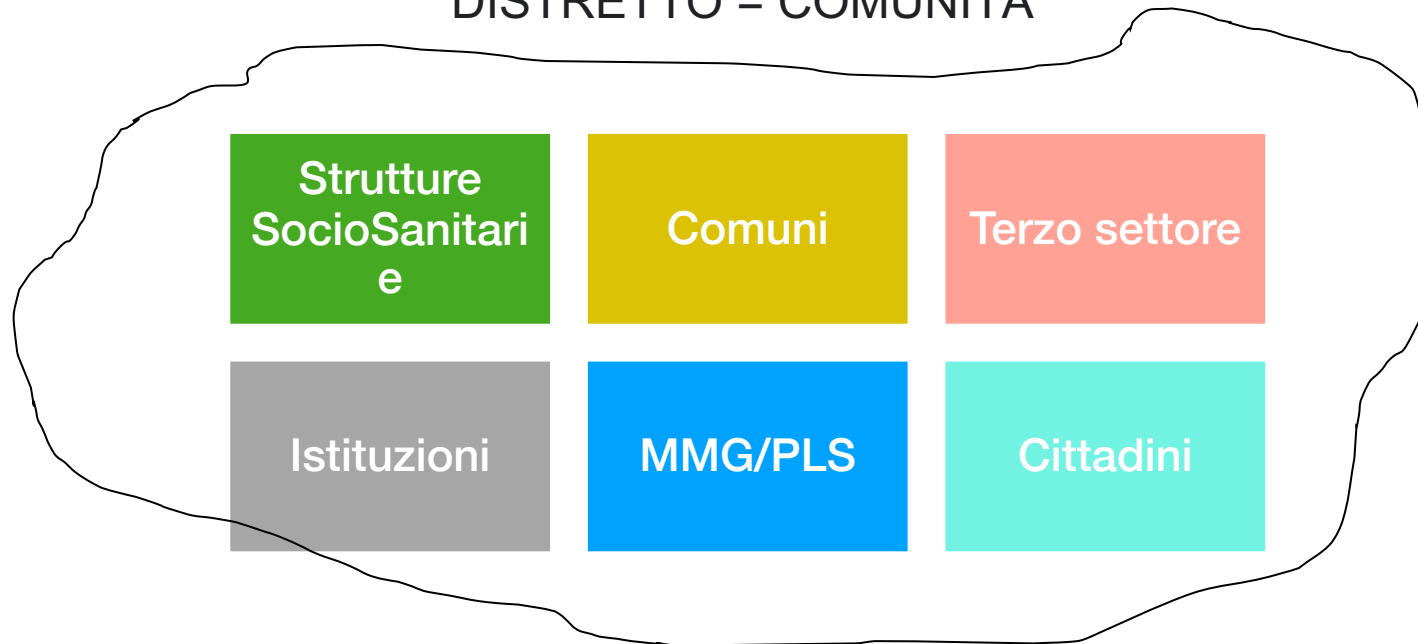 DISTRETTO = COMUNITÀ
Strutture
SocioSanitari
e
Comuni
Terzo settore
Istituzioni
MMG/PLS
Cittadini